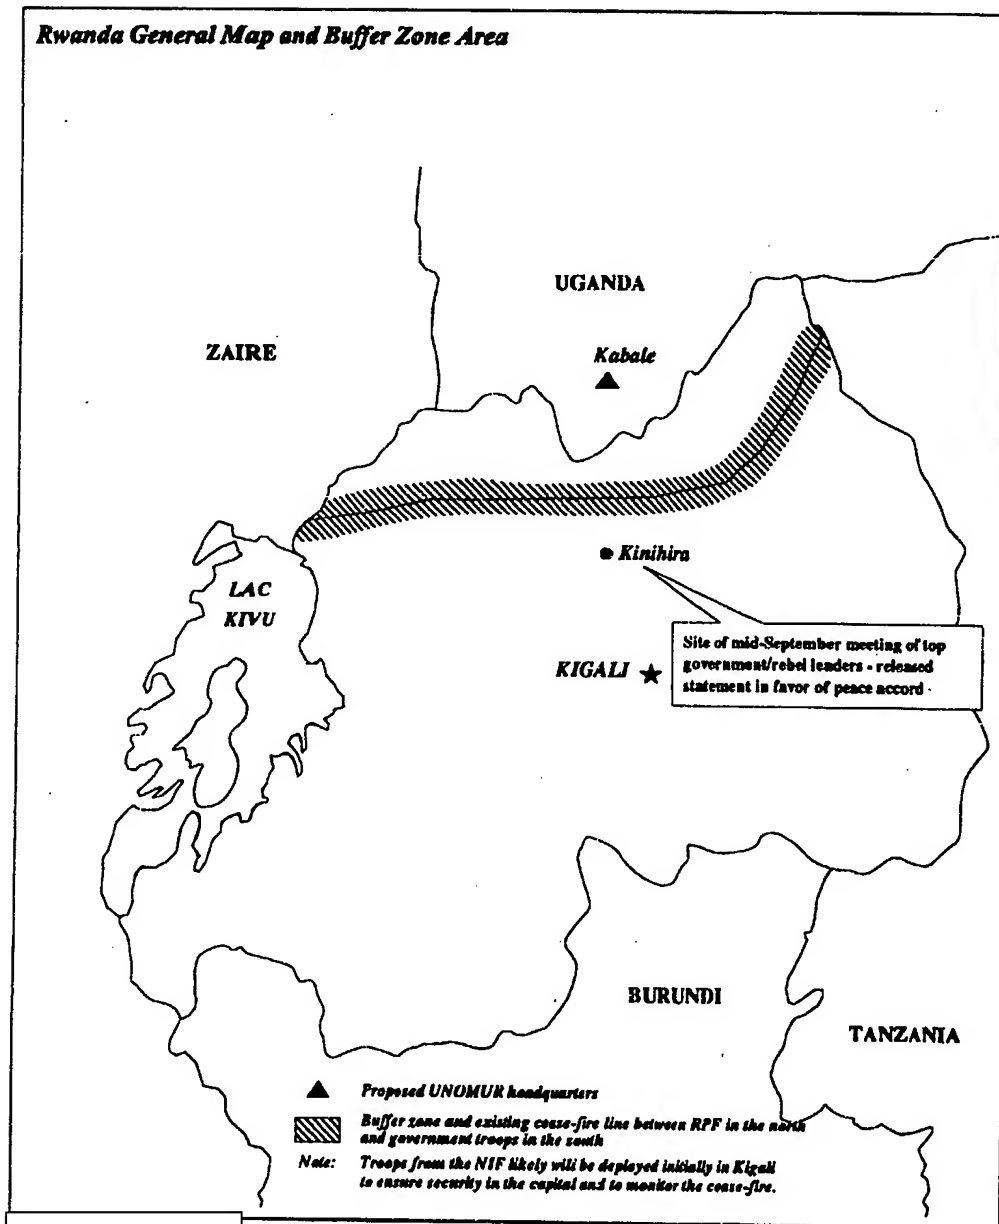 Rwanda General Map and Buffer Zone Area
UGANDA
ZAIRE
Kabale
Kinihira
LAC
KIVU
Site of mid-September meeting of top
government/rebel leaders - released
statement in favor of peace accord
KIGALI
BURUNDI
TANZANIA
Proposed UNOMUR headquarters
Buffer zone and existing cease-fire line between RPF in the north
and government troops in the south
Note: Troops from the NIF likely will be deployed initially in Kigali
to ensure security in the capital and to monitor the cease-fire.